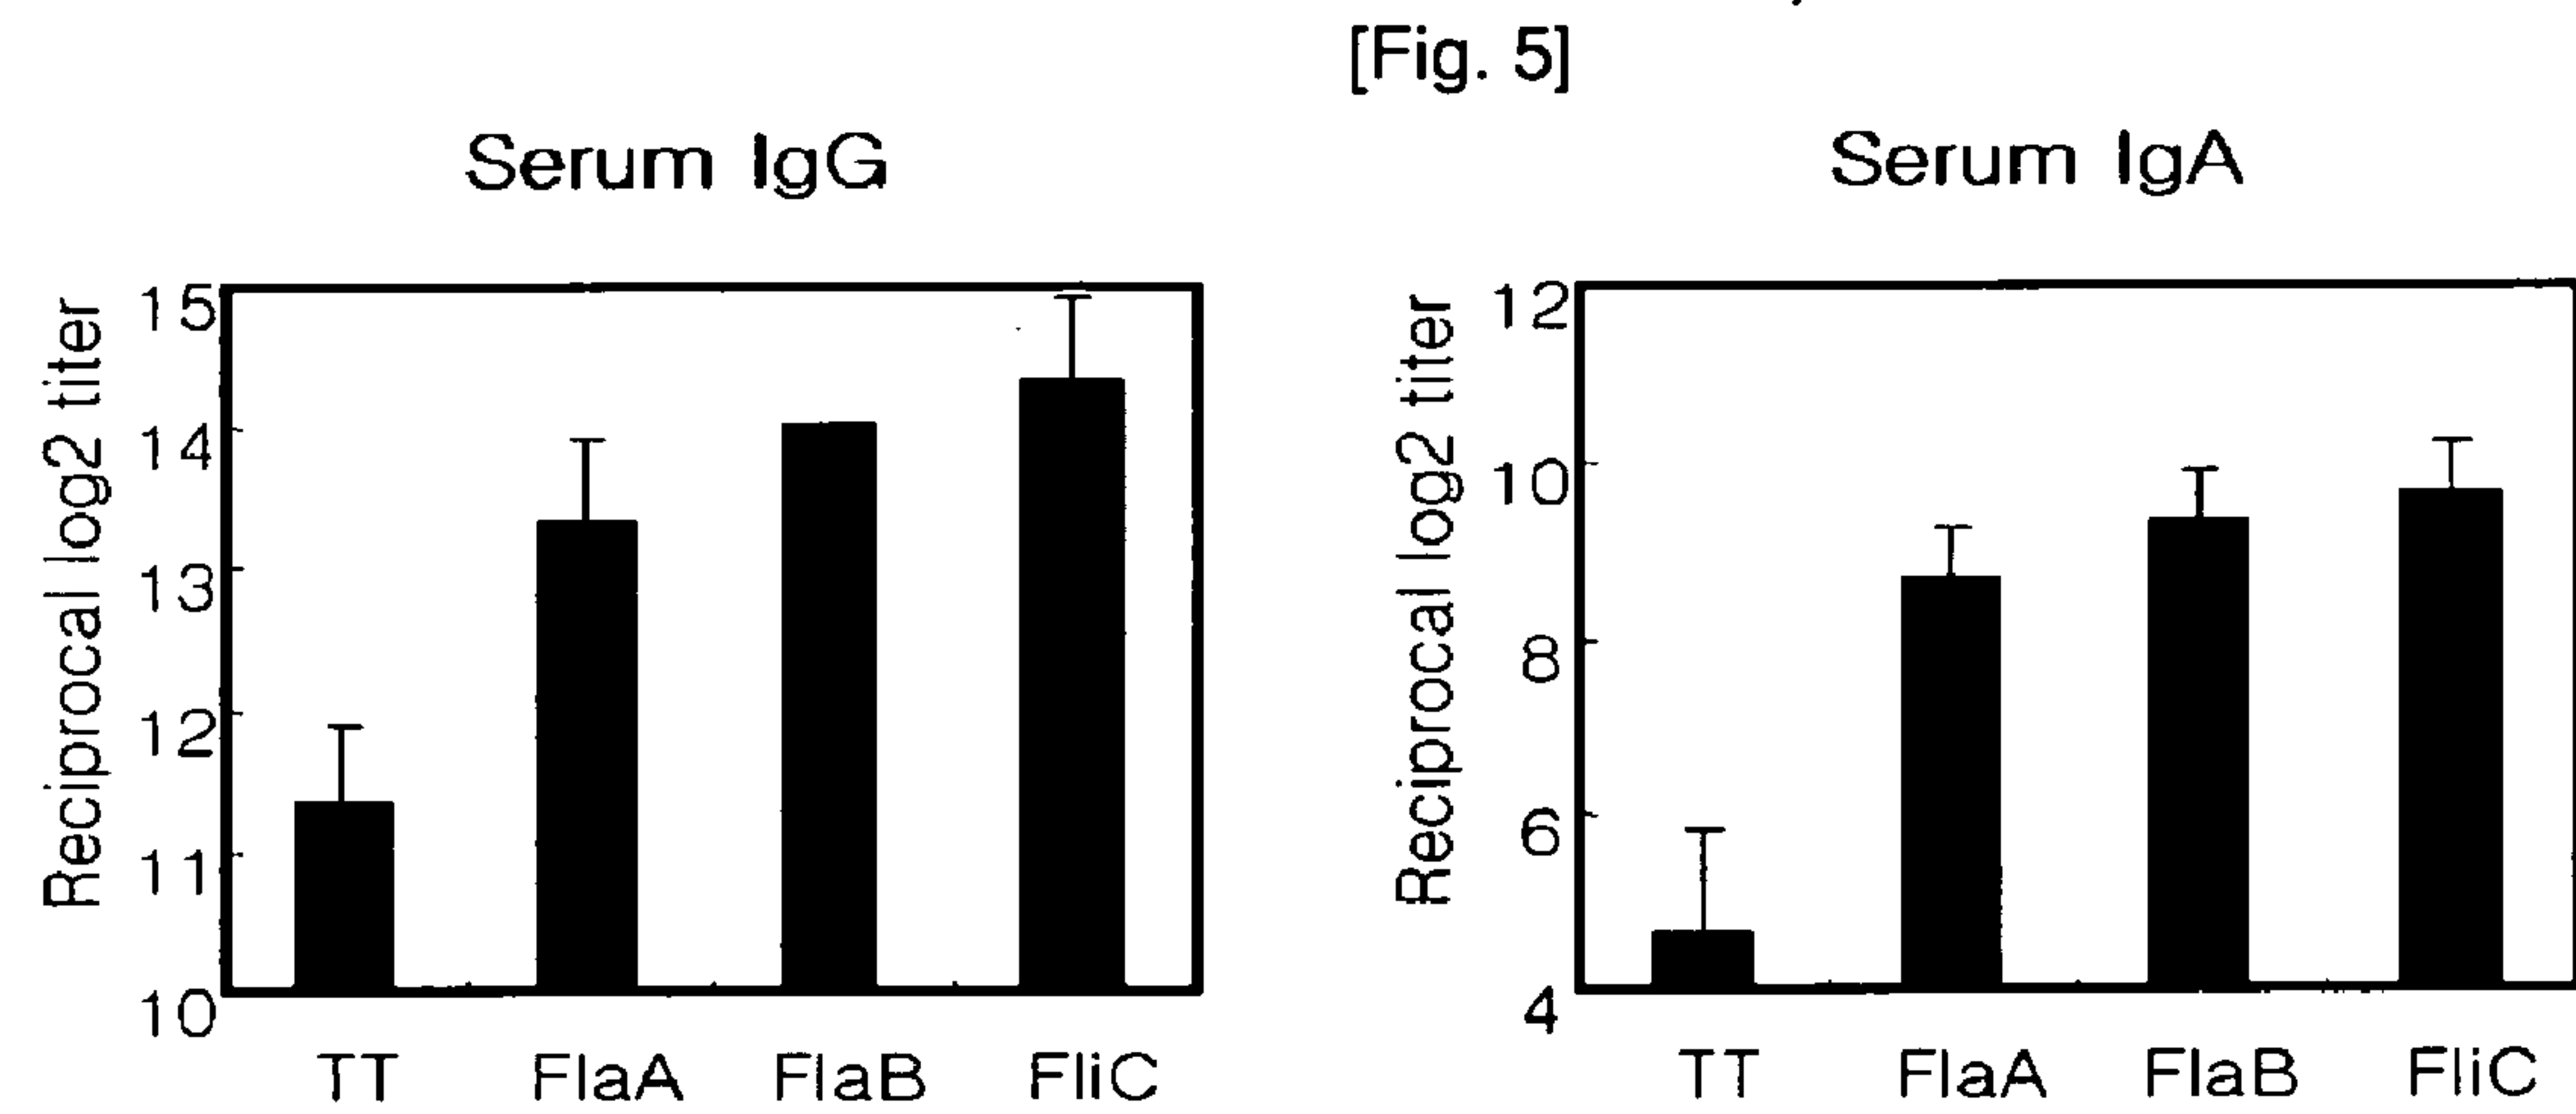 [Fig. 5]
Serum IgG
Serum IgA
Reciprocal log2 titer
15
14
13
12
11
10
TT FlaA FlaB FliC
Reciprocal log2 titer
12
10
8
6
4
TT FlaA FlaB FliC